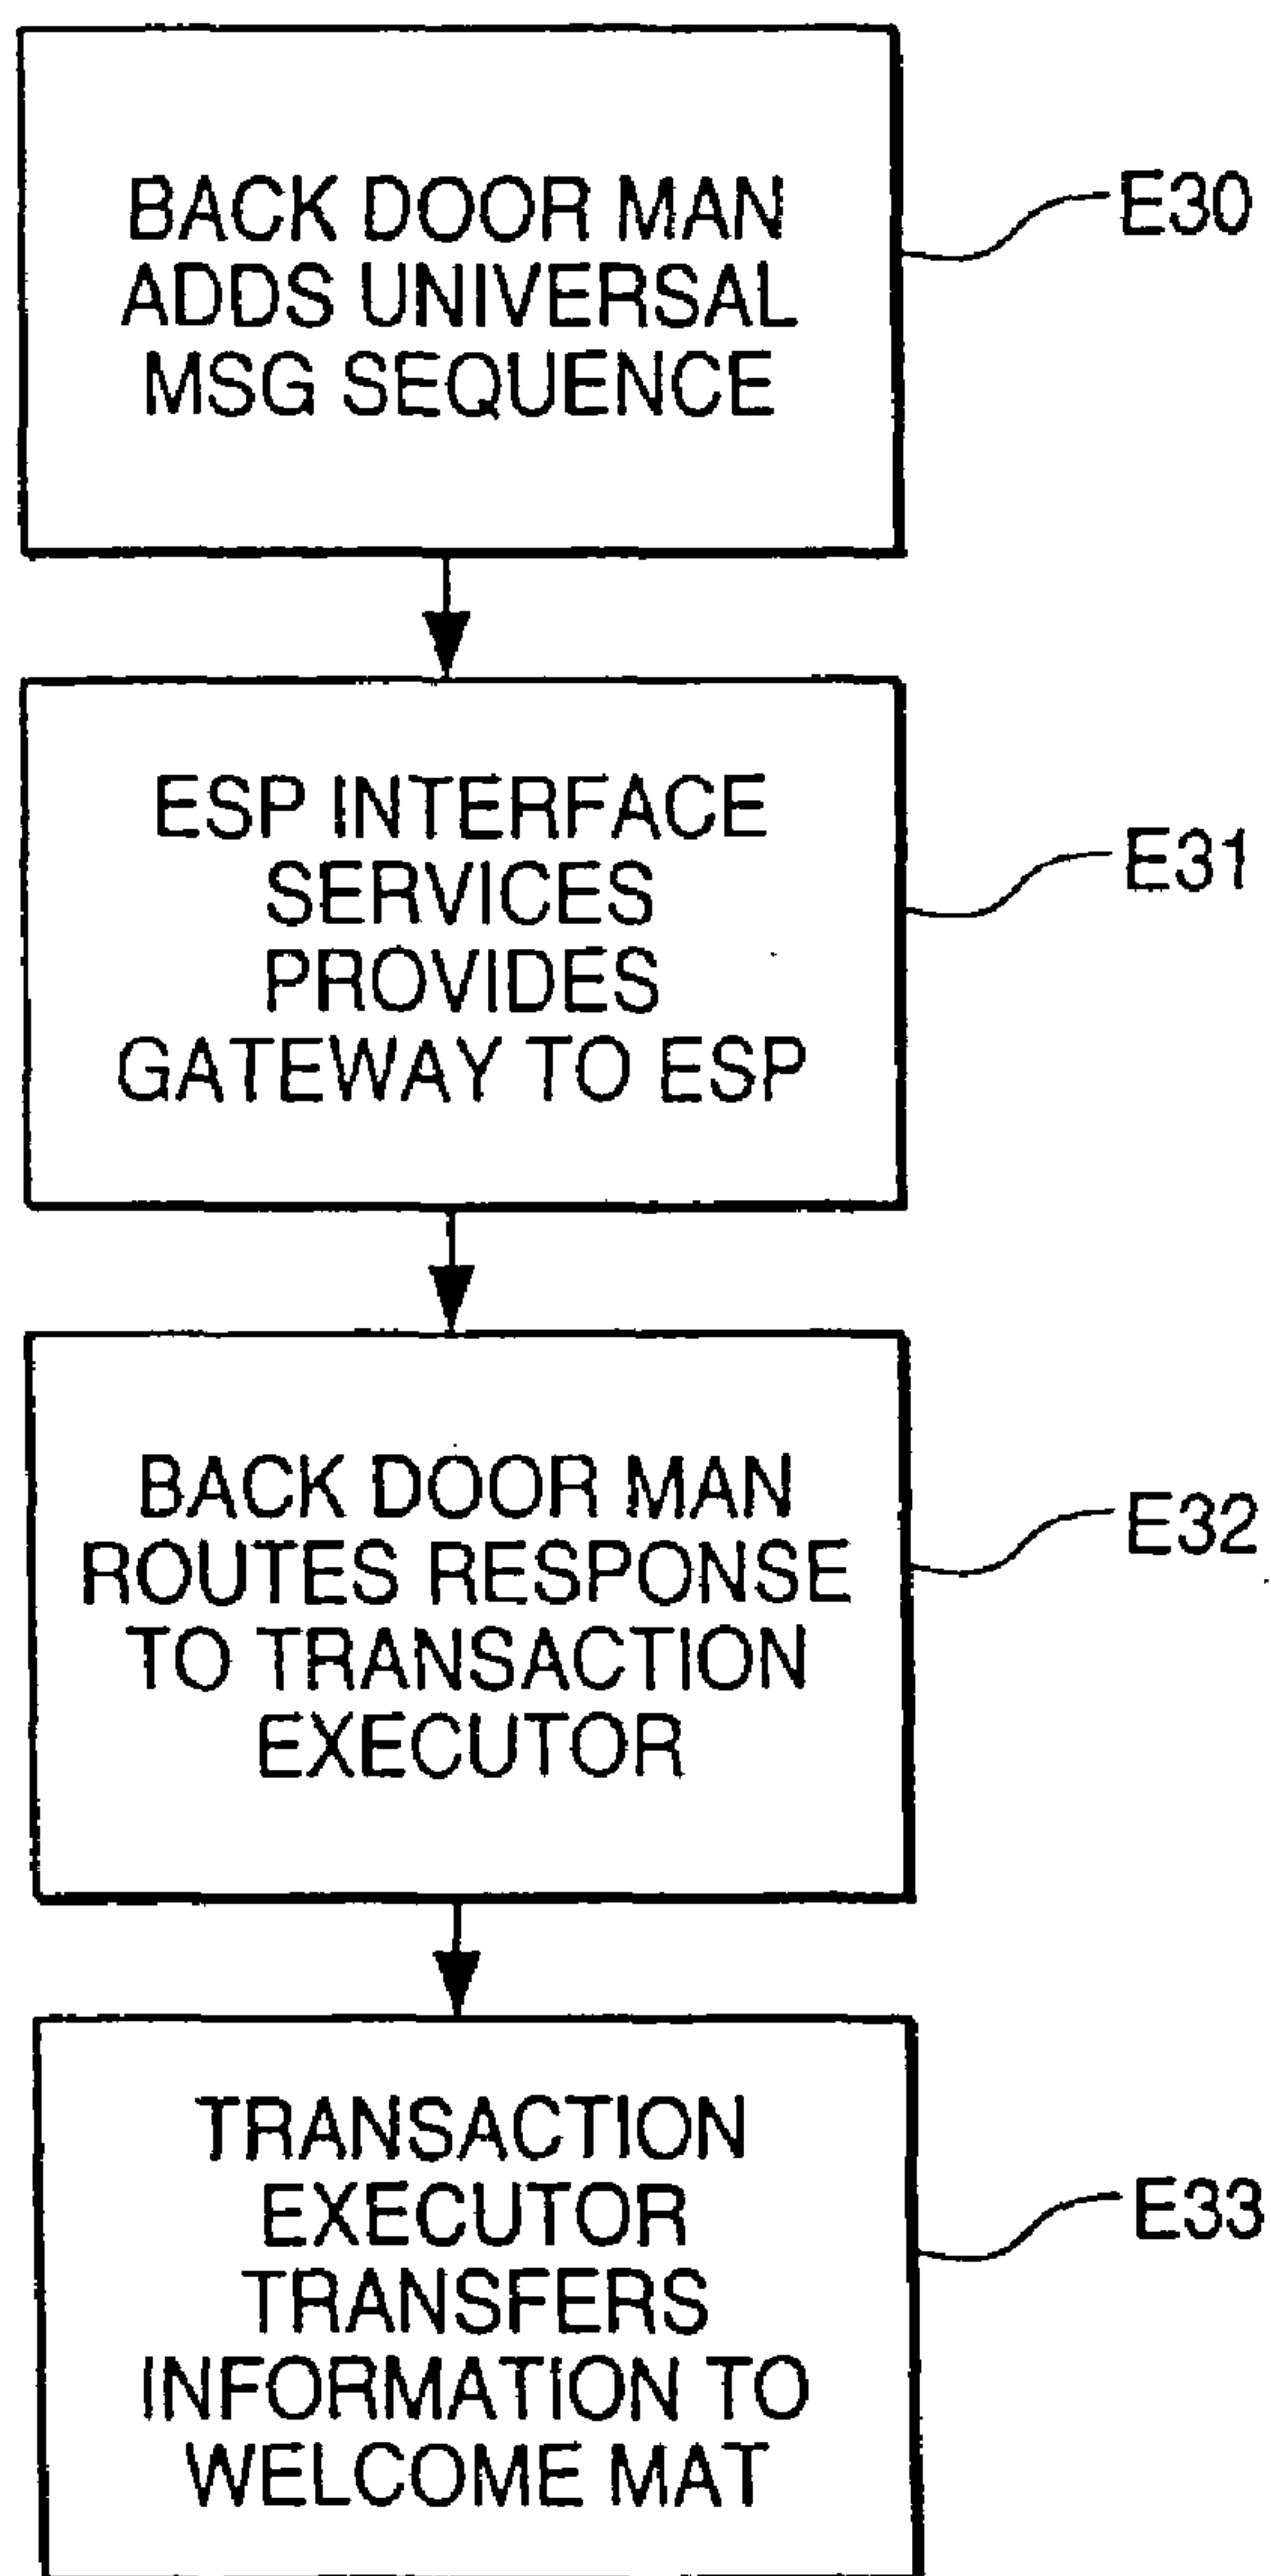 BACK DOOR MAN
ADDS UNIVERSAL
MSG SEQUENCE
E30
ESP INTERFACE
SERVICES
PROVIDES
GATEWAY TO ESP
E31
BACK DOOR MAN
ROUTES RESPONSE
TO TRANSACTION
EXECUTOR
E32
TRANSACTION
EXECUTOR
TRANSFERS
INFORMATION TO
WELCOME MAT
E33